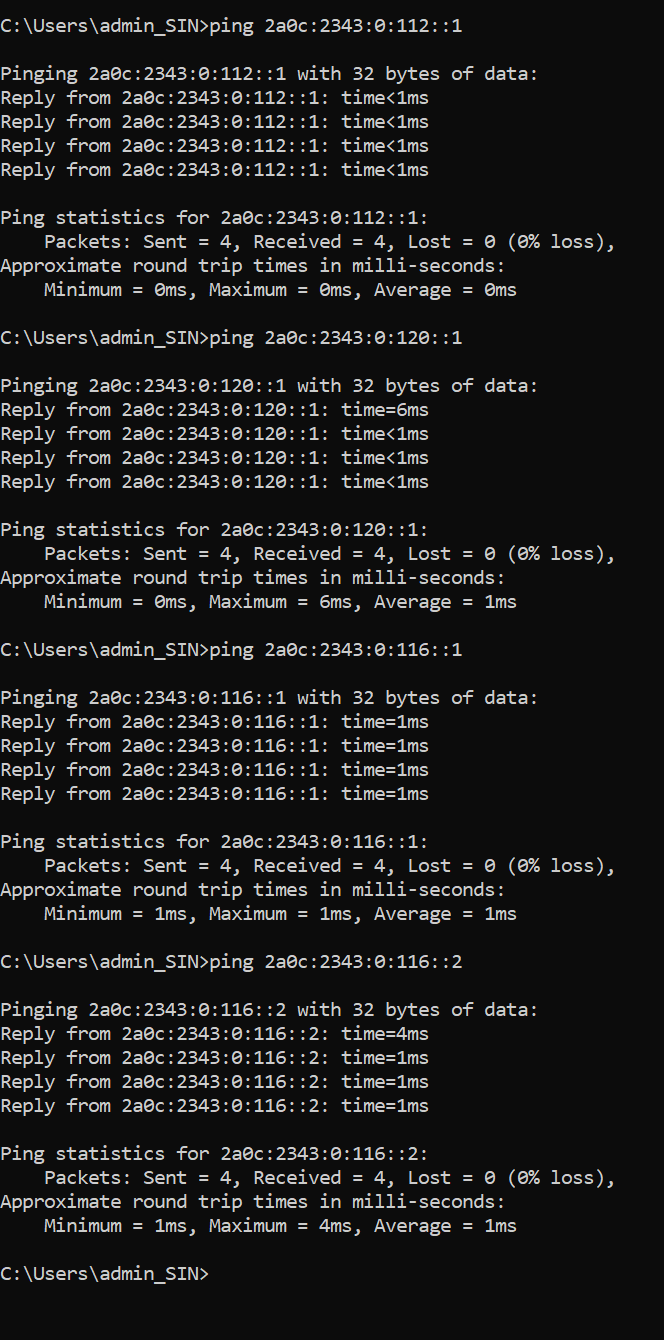 C:\Users\admin_SIN>ping 2a0c:2343:0:112::1
Pinging 2a0c:2343:0:112::1 with 32 bytes of data:
Reply from 2a0c:2343:0:112::1: time<1ms
Reply from 2a0c:2343:0:112::1: time<1ms
Reply from 2a0c:2343:0:112::1: time<1ms
Reply from 2a0c:2343:0:112::1: time<1ms
Ping statistics for 2a0c:2343:0:112::1:
    Packets: Sent = 4, Received = 4, Lost = 0 (0% loss),
Approximate round trip times in milli-seconds:
    Minimum = 0ms, Maximum = 0ms, Average = 0ms
C:\Users\admin_SIN>ping 2a0c:2343:0:120::1
Pinging 2a0c:2343:0:120::1 with 32 bytes of data:
Reply from 2a0c:2343:0:120::1: time=6ms
Reply from 2a0c:2343:0:120::1: time<1ms
Reply from 2a0c:2343:0:120::1: time<1ms
Reply from 2a0c:2343:0:120::1: time<1ms
Ping statistics for 2a0c:2343:0:120::1:
    Packets: Sent = 4, Received = 4, Lost = 0 (0% loss),
Approximate round trip times in milli-seconds:
    Minimum = 0ms, Maximum = 6ms, Average = 1ms
C:\Users\admin_SIN>ping 2a0c:2343:0:116::1
Pinging 2a0c:2343:0:116::1 with 32 bytes of data:
Reply from 2a0c:2343:0:116::1: time=1ms
Reply from 2a0c:2343:0:116::1: time=1ms
Reply from 2a0c:2343:0:116::1: time=1ms
Reply from 2a0c:2343:0:116::1: time=1ms
Ping statistics for 2a0c:2343:0:116::1:
    Packets: Sent = 4, Received = 4, Lost = 0 (0% loss),
Approximate round trip times in milli-seconds:
    Minimum = 1ms, Maximum = 1ms, Average = 1ms
C:\Users\admin_SIN>ping 2a0c:2343:0:116::2
Pinging 2a0c:2343:0:116::2 with 32 bytes of data:
Reply from 2a0c:2343:0:116::2: time=4ms
Reply from 2a0c:2343:0:116::2: time=1ms
Reply from 2a0c:2343:0:116::2: time=1ms
Reply from 2a0c:2343:0:116::2: time=1ms
Ping statistics for 2a0c:2343:0:116::2:
    Packets: Sent = 4, Received = 4, Lost = 0 (0% loss),
Approximate round trip times in milli-seconds:
    Minimum = 1ms, Maximum = 4ms, Average = 1ms
C:\Users\admin_SIN>